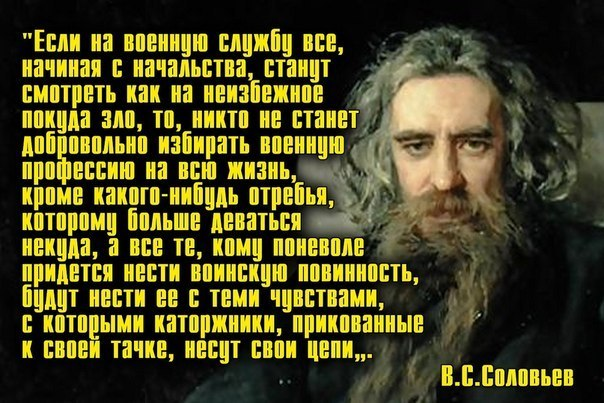 "Если на военную службу все,
начиная с начальства, станут
смотреть как на неизбежное
покуда зло, то, никто не станет
добровольно избирать военную
профессию на всю жизнь,
кроме какого-нибудь отребья,
которому больше деваться
некуда, а все те, кому поневоле
придется нести воинскую повинность,
будут нести ее с теми чувствами,
с которыми каторжники, прикованные
к своей тачке, несут свои цепи,,.
В.С.Соловьев